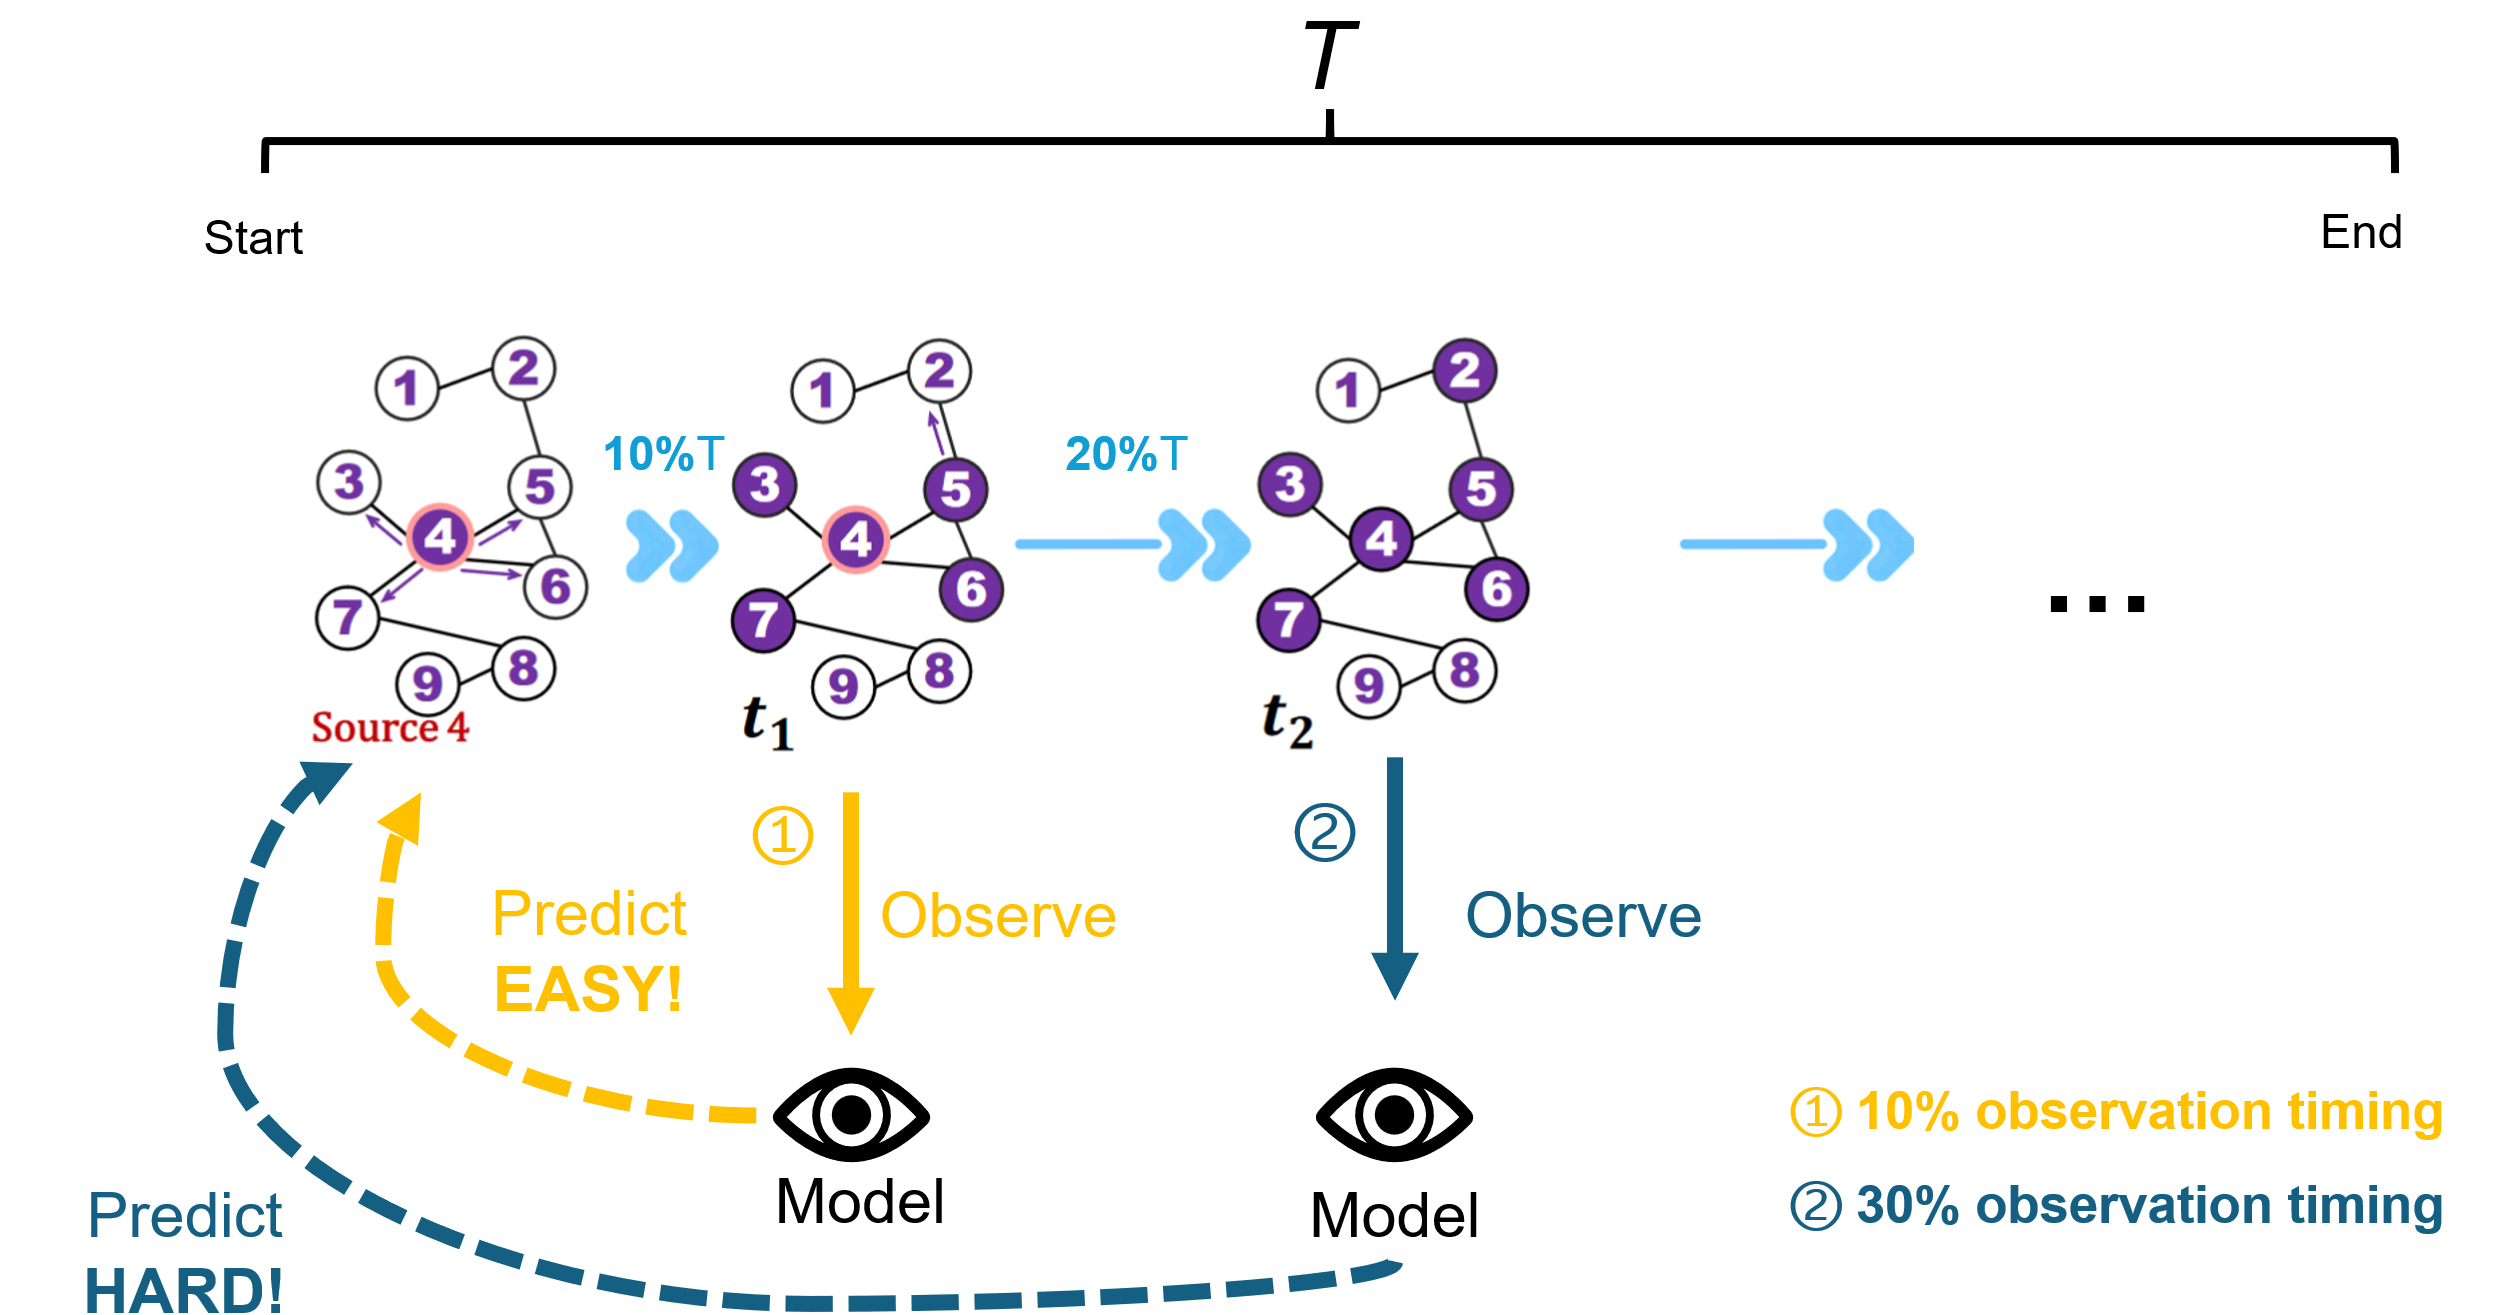 T
Start
End
1
2
3
4
5
6
7
8
9
Source 4
10%T
1
2
3
4
5
6
7
8
9
t₁
20%T
1
2
3
4
5
6
7
8
9
t₂
...
①
Observe
②
Observe
Predict
EASY!
Model
Model
Predict
HARD!
① 10% observation timing
② 30% observation timing